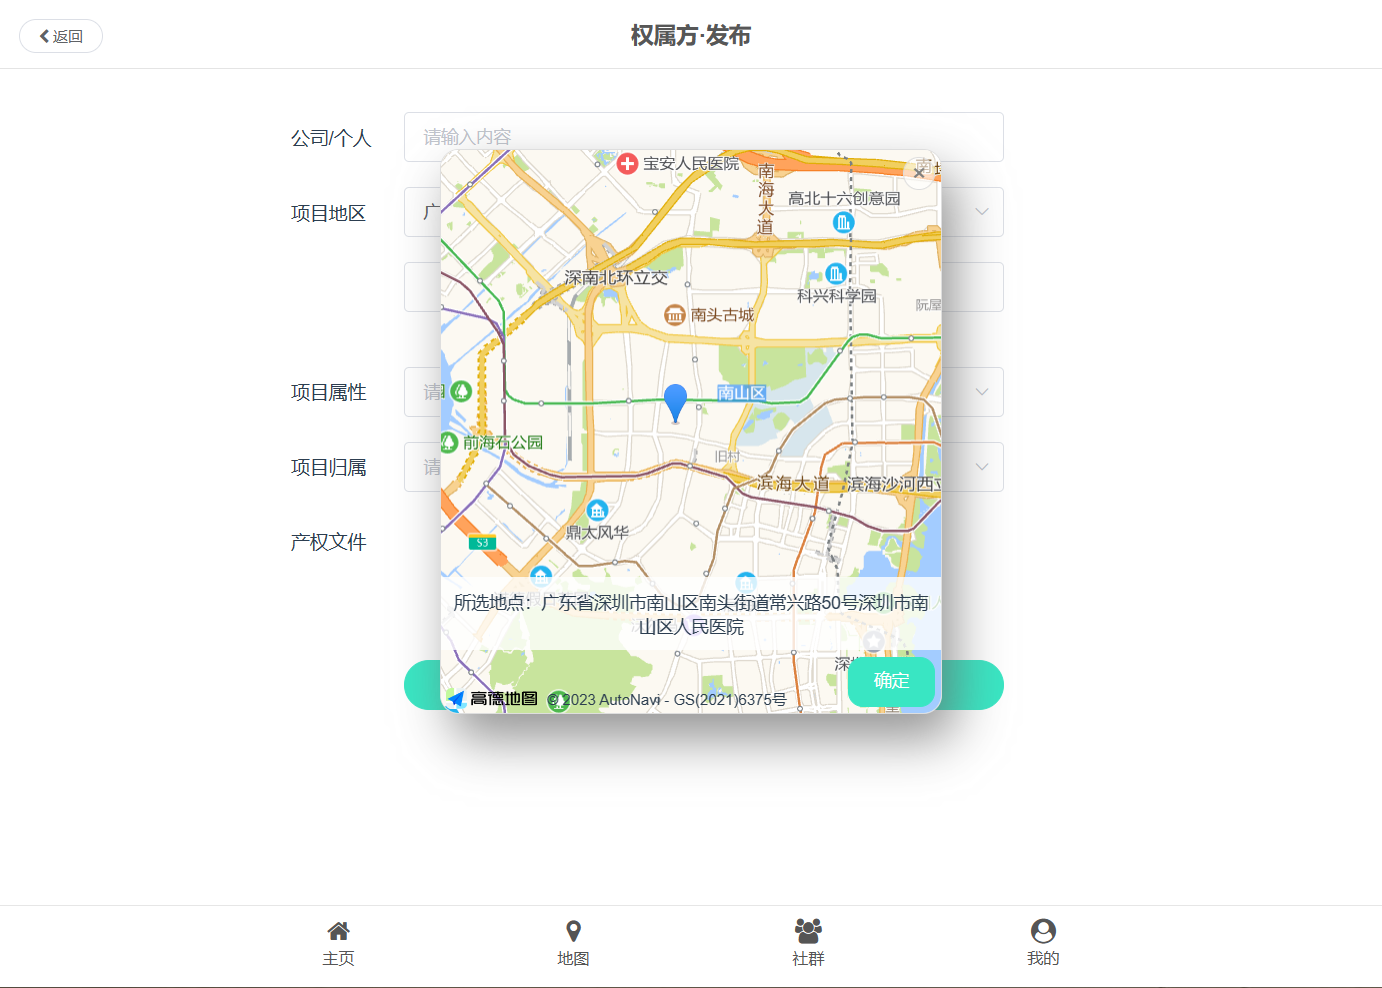 返回
权属方·发布
公司/个人
请输入内容
项目地区
广
宝安人民医院
南海大道
高北十六创意园
深南北环立交
科兴科学园
阮屋
南头古城
项目属性
请
南山区
前海石公园
旧村
项目归属
请
滨海大道
滨海沙河西立
鼎太风华
S3
产权文件
所选地点：广东省深圳市南山区南头街道常兴路50号深圳市南
山区人民医院
确定
高德地图
© 2023 AutoNavi - GS(2021)6375号
主页
地图
社群
我的